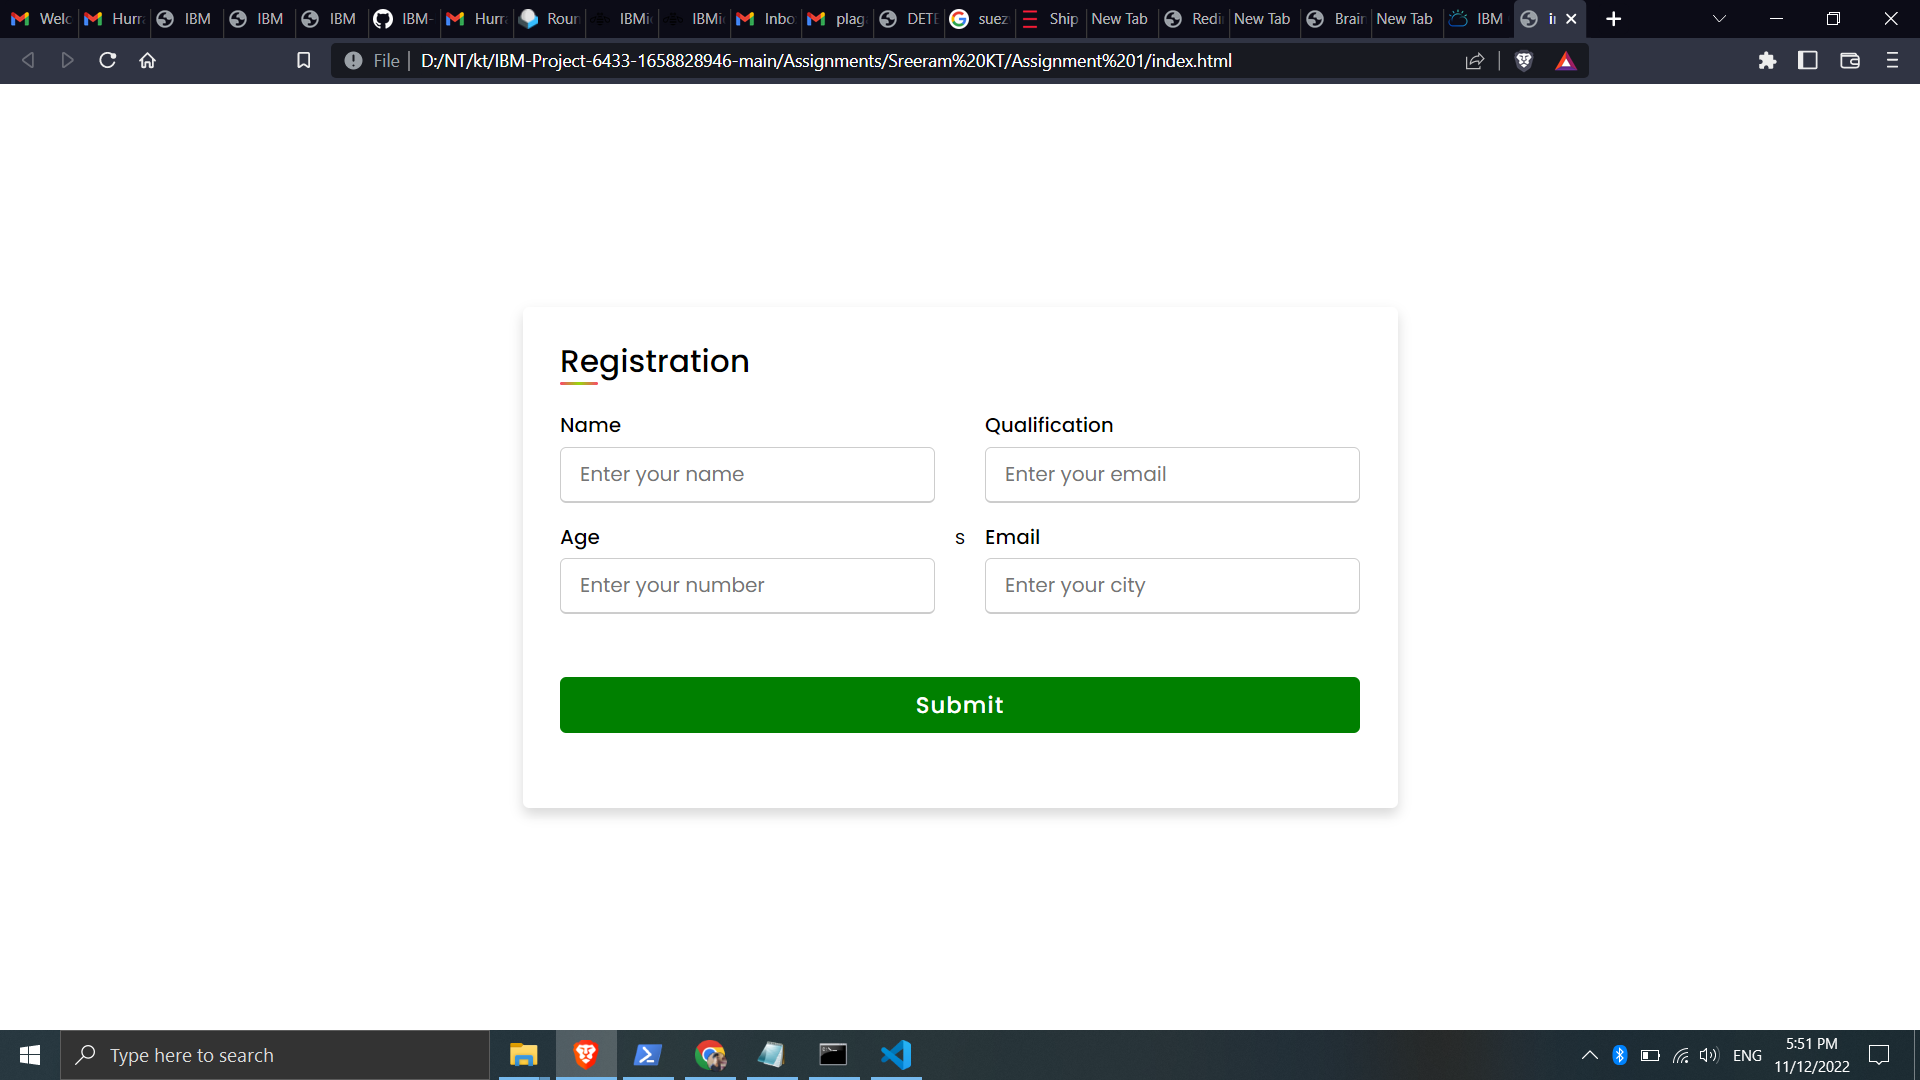 Welc Hurr IBM IBM IBM IBM- Hurr Roun IBMi IBMi Inbo plag DETE suez Ship New Tab Redi New Tab Brain New Tab IBM
File D:/NT/kt/IBM-Project-6433-1658828946-main/Assignments/Sreeram%20KT/Assignment%201/index.html
Registration
Name Qualification
Enter your name Enter your email
Age s Email
Enter your number Enter your city
Submit
Type here to search
ENG 5:51 PM
11/12/2022